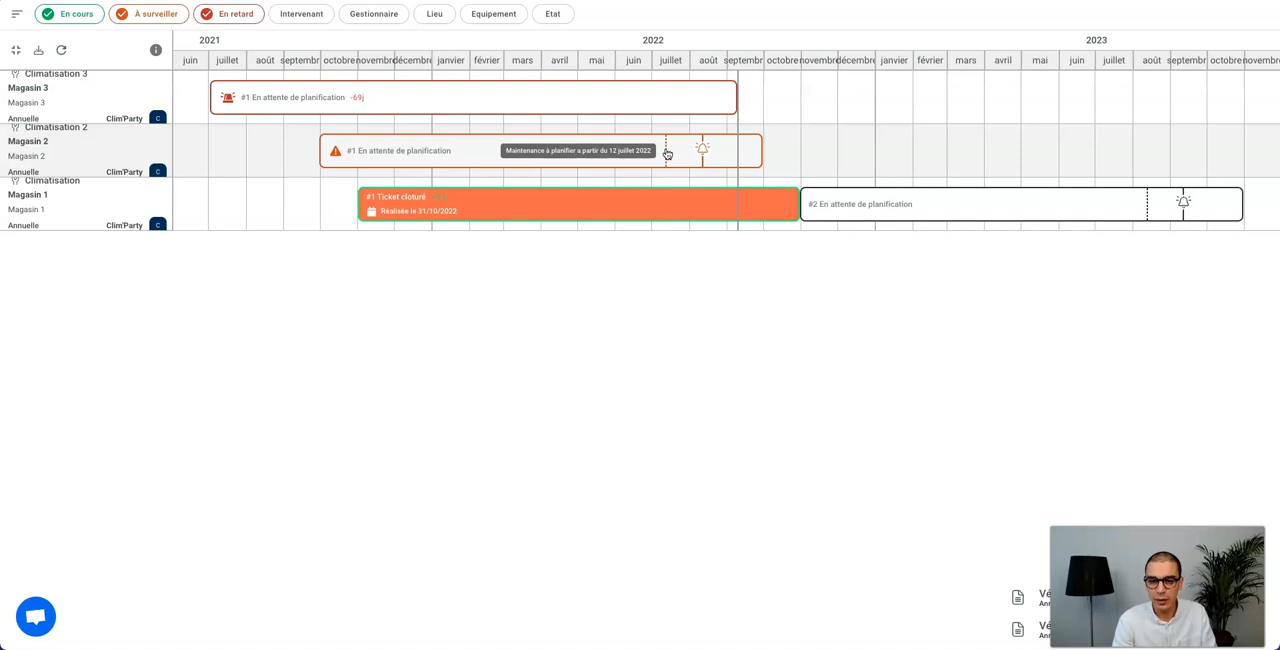 En cours À surveiller En retard Intervenant Gestionnaire Lieu Equipement Etat
2021 2022 2023
juin juillet août septembr octobre novembre décembre janvier février mars avril mai juin juillet août septembr octobre novembre décembre janvier février mars avril mai juin juillet août septembr octobre novembre
Climatisation 3
Magasin 3
Magasin 3
Annuelle Clim'Party C
#1 En attente de planification -69j
Climatisation 2
Magasin 2
Magasin 2
Annuelle Clim'Party C
#1 En attente de planification
Maintenance à planifier a partir du 12 juillet 2022
Climatisation
Magasin 1
Magasin 1
Annuelle Clim'Party C
#1 Ticket cloturé
Réalisée le 31/10/2022
#2 En attente de planification